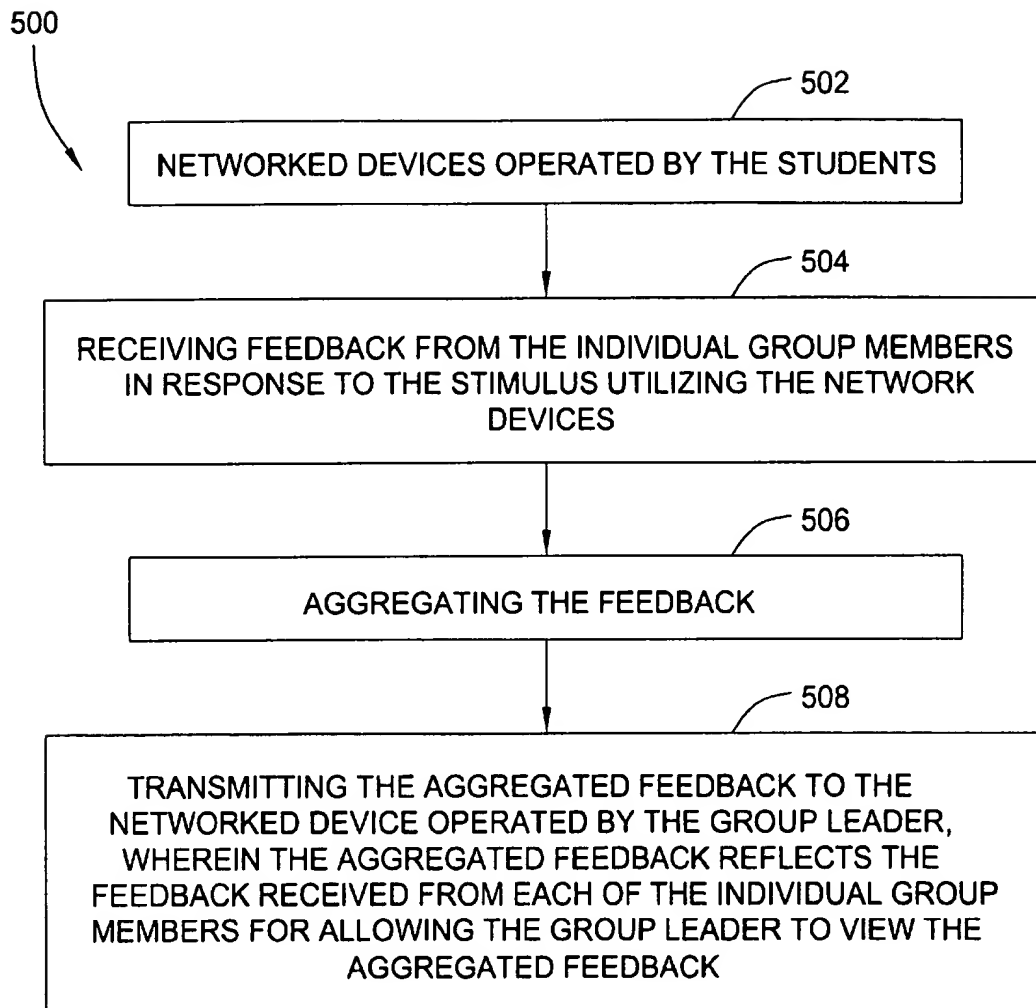 500
502
NETWORKED DEVICES OPERATED BY THE STUDENTS
504
RECEIVING FEEDBACK FROM THE INDIVIDUAL GROUP MEMBERS
IN RESPONSE TO THE STIMULUS UTILIZING THE NETWORK
DEVICES
506
AGGREGATING THE FEEDBACK
508
TRANSMITTING THE AGGREGATED FEEDBACK TO THE
NETWORKED DEVICE OPERATED BY THE GROUP LEADER,
WHEREIN THE AGGREGATED FEEDBACK REFLECTS THE
FEEDBACK RECEIVED FROM EACH OF THE INDIVIDUAL GROUP
MEMBERS FOR ALLOWING THE GROUP LEADER TO VIEW THE
AGGREGATED FEEDBACK